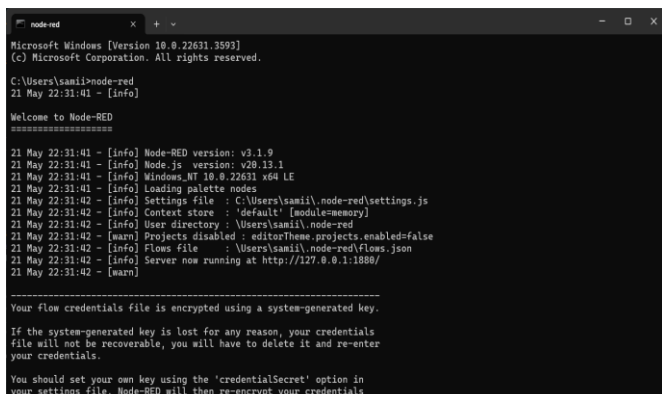 node-red
Microsoft Windows [Version 10.0.22631.3593]
(c) Microsoft Corporation. All rights reserved.
C:\Users\samii>node-red
21 May 22:31:41 - [info]
Welcome to Node-RED
===================
21 May 22:31:41 - [info] Node-RED version: v3.1.9
21 May 22:31:41 - [info] Node.js  version: v20.13.1
21 May 22:31:41 - [info] Windows_NT 10.0.22631 x64 LE
21 May 22:31:41 - [info] Loading palette nodes
21 May 22:31:42 - [info] Settings file  : C:\Users\samii\.node-red\settings.js
21 May 22:31:42 - [info] Context store  : 'default' [module=memory]
21 May 22:31:42 - [info] User directory : \Users\samii\.node-red
21 May 22:31:42 - [warn] Projects disabled : editorTheme.projects.enabled=false
21 May 22:31:42 - [info] Flows file     : \Users\samii\.node-red\flows.json
21 May 22:31:42 - [info] Server now running at http://127.0.0.1:1880/
21 May 22:31:42 - [warn]
---------------------------------------------------------------------
Your flow credentials file is encrypted using a system-generated key.
If the system-generated key is lost for any reason, your credentials
file will not be recoverable, you will have to delete it and re-enter
your credentials.
You should set your own key using the 'credentialSecret' option in
your settings file. Node-RED will then re-encrypt your credentials